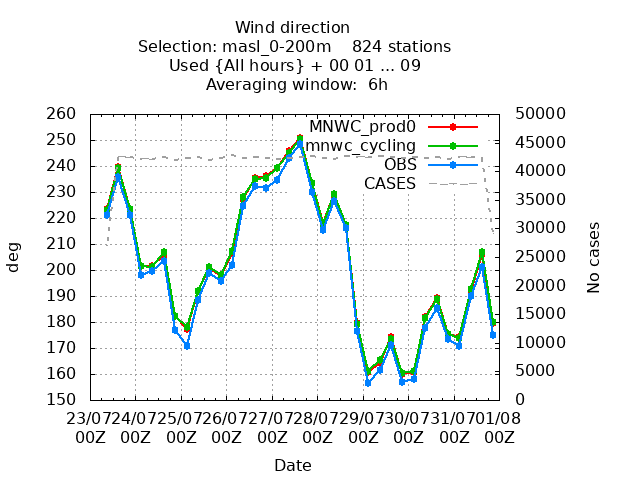 Wind direction
Selection: masl_0-200m    824 stations
Used {All hours} + 00 01 ... 09
Averaging window:  6h
MNWC_prod0
mnwc_cycling
OBS
CASES
260
250
240
230
220
210
200
190
180
170
160
150
deg
50000
45000
40000
35000
30000
25000
20000
15000
10000
5000
0
No cases
23/07 24/07 25/07 26/07 27/07 28/07 29/07 30/07 31/07 01/08
00Z 00Z 00Z 00Z 00Z 00Z 00Z 00Z 00Z 00Z
Date